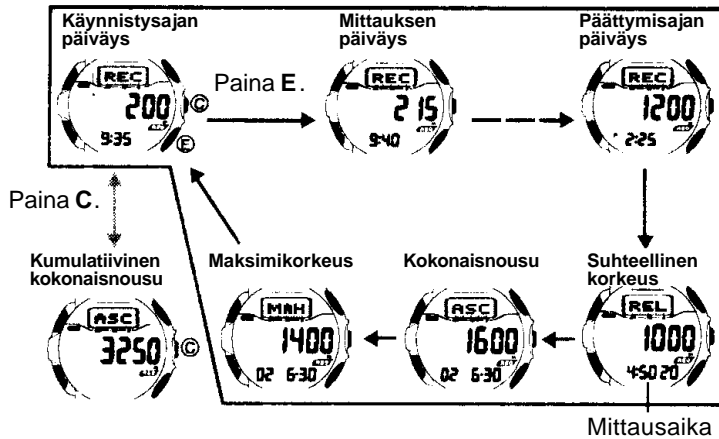 Käynnistysajan
päiväys
Mittauksen
päiväys
Päättymisajan
päiväys
REC
200
9:35
C
E
Paina E.
REC
215
9:40
REC
1200
2:25
Paina C.
Kumulatiivinen
kokonaisnousu
Maksimikorkeus
Kokonaisnousu
Suhteellinen
korkeus
ASC
3250
C
MAH
1400
02 6-30
ASC
1600
02 6-30
REL
1000
4:50 20
Mittausaika